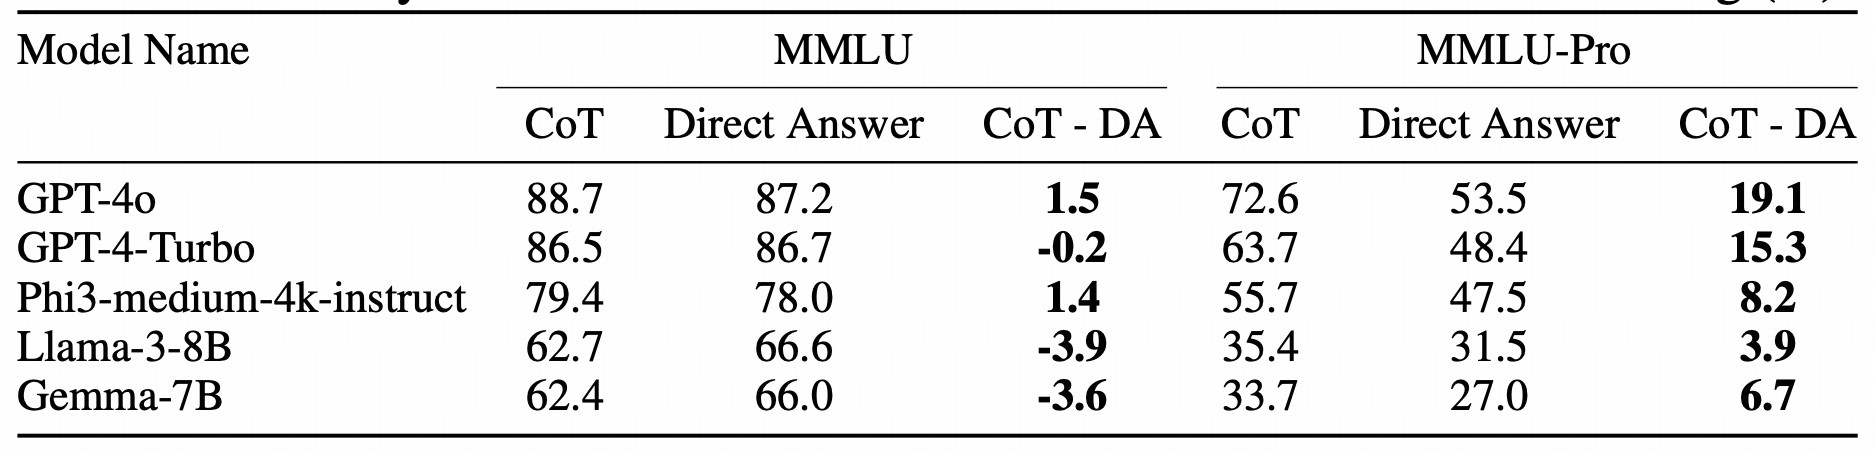 Model Name MMLU MMLU-Pro
CoT Direct Answer CoT - DA CoT Direct Answer CoT - DA
GPT-4o 88.7 87.2 1.5 72.6 53.5 19.1
GPT-4-Turbo 86.5 86.7 -0.2 63.7 48.4 15.3
Phi3-medium-4k-instruct 79.4 78.0 1.4 55.7 47.5 8.2
Llama-3-8B 62.7 66.6 -3.9 35.4 31.5 3.9
Gemma-7B 62.4 66.0 -3.6 33.7 27.0 6.7